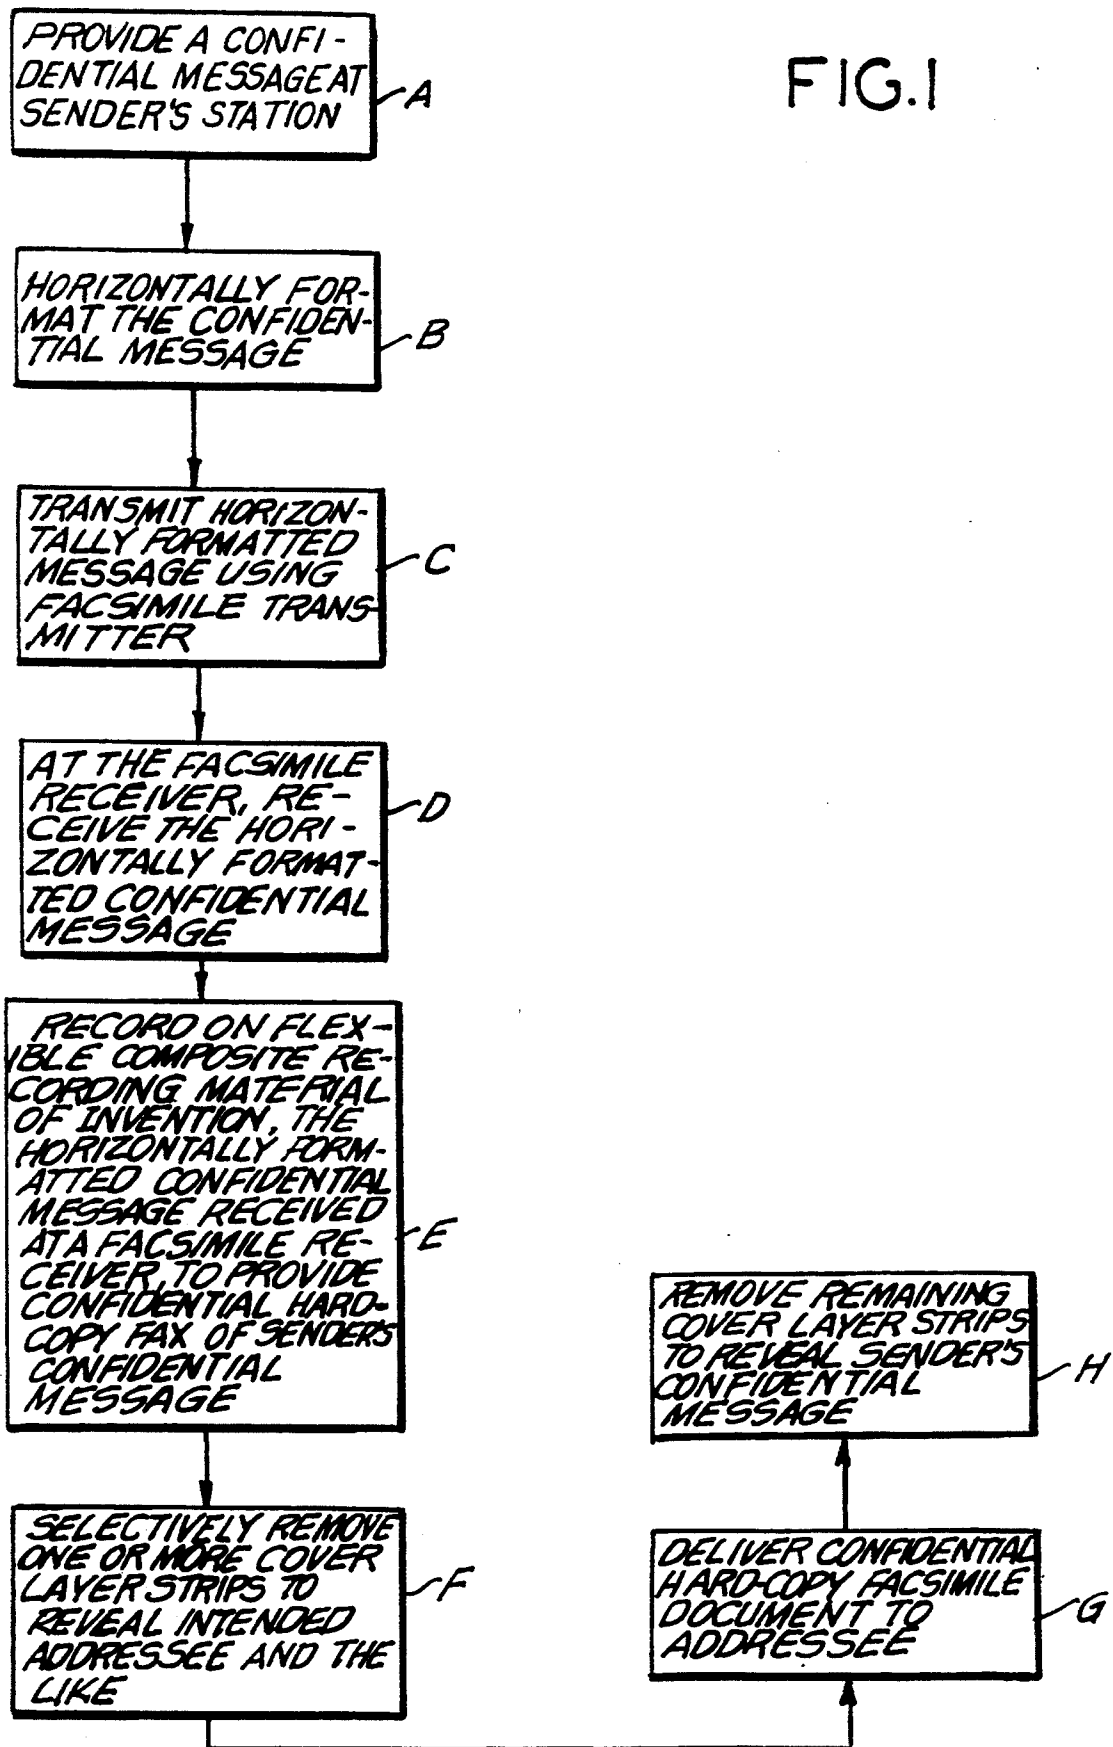 FIG.1
PROVIDE A CONFI-
DENTIAL MESSAGE AT
SENDER'S STATION
A
HORIZONTALLY FOR-
MAT THE CONFIDEN-
TIAL MESSAGE
B
TRANSMIT HORIZON-
TALLY FORMATTED
MESSAGE USING
FACSIMILE TRANS-
MITTER
C
AT THE FACSIMILE
RECEIVER, RE-
CEIVE THE HORI-
ZONTALLY FORMAT-
TED CONFIDENTIAL
MESSAGE
D
RECORD ON FLEX-
IBLE COMPOSITE RE-
CORDING MATERIAL
OF INVENTION, THE
HORIZONTALLY FORM-
ATTED CONFIDENTIAL
MESSAGE RECEIVED
AT A FACSIMILE RE-
CEIVER, TO PROVIDE
CONFIDENTIAL HARD-
COPY FAX OF SENDER'S
CONFIDENTIAL
MESSAGE
E
SELECTIVELY REMOVE
ONE OR MORE COVER
LAYER STRIPS TO
REVEAL INTENDED
ADDRESSEE AND THE
LIKE
F
DELIVER CONFIDENTIAL
HARD-COPY FACSIMILE
DOCUMENT TO
ADDRESSEE
G
REMOVE REMAINING
COVER LAYER STRIPS
TO REVEAL SENDER'S
CONFIDENTIAL
MESSAGE
H